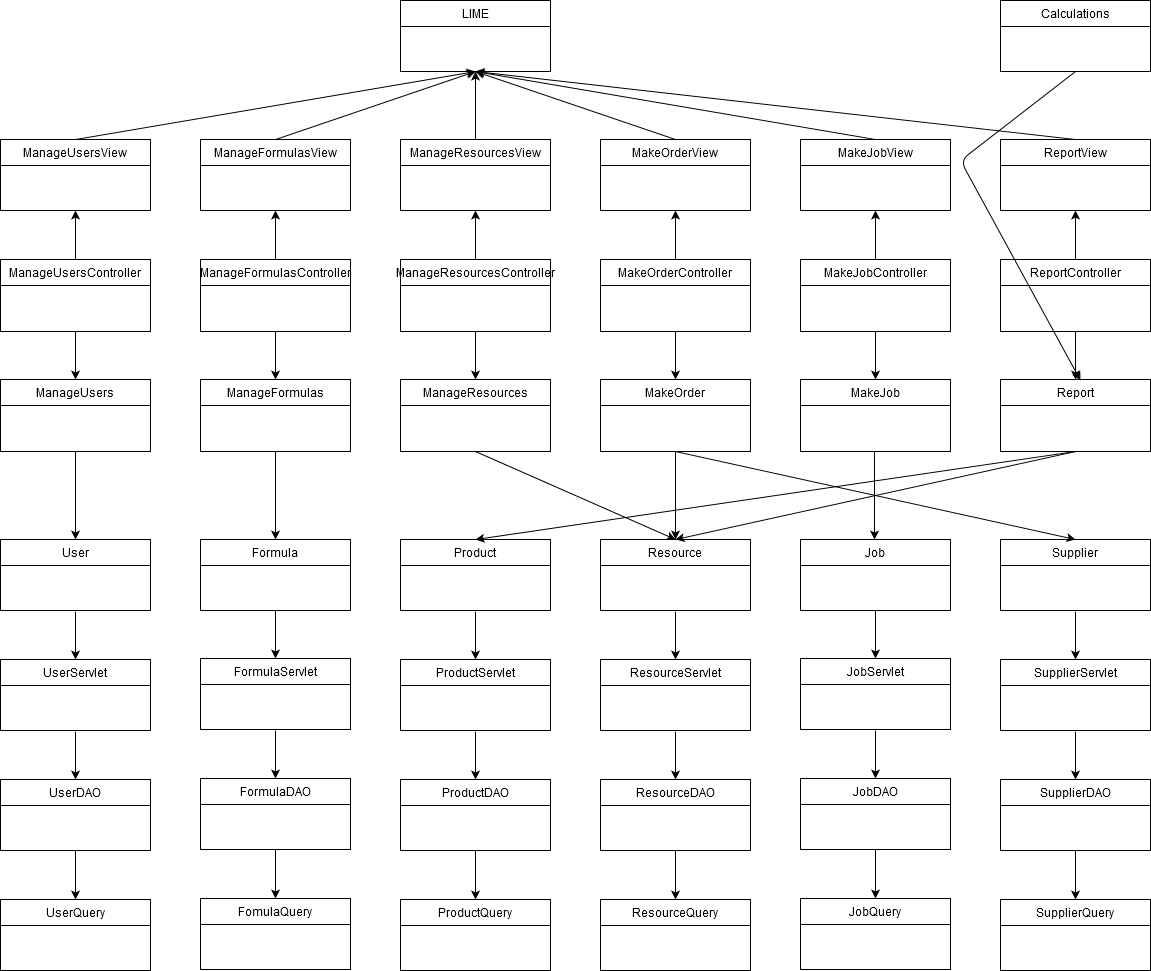 LIME
Calculations
ManageUsersView
ManageFormulasView
ManageResourcesView
MakeOrderView
MakeJobView
ReportView
ManageUsersController
ManageFormulasController
ManageResourcesController
MakeOrderController
MakeJobController
ReportController
ManageUsers
ManageFormulas
ManageResources
MakeOrder
MakeJob
Report
User
Formula
Product
Resource
Job
Supplier
UserServlet
FormulaServlet
ProductServlet
ResourceServlet
JobServlet
SupplierServlet
UserDAO
FormulaDAO
ProductDAO
ResourceDAO
JobDAO
SupplierDAO
UserQuery
FomulaQuery
ProductQuery
ResourceQuery
JobQuery
SupplierQuery